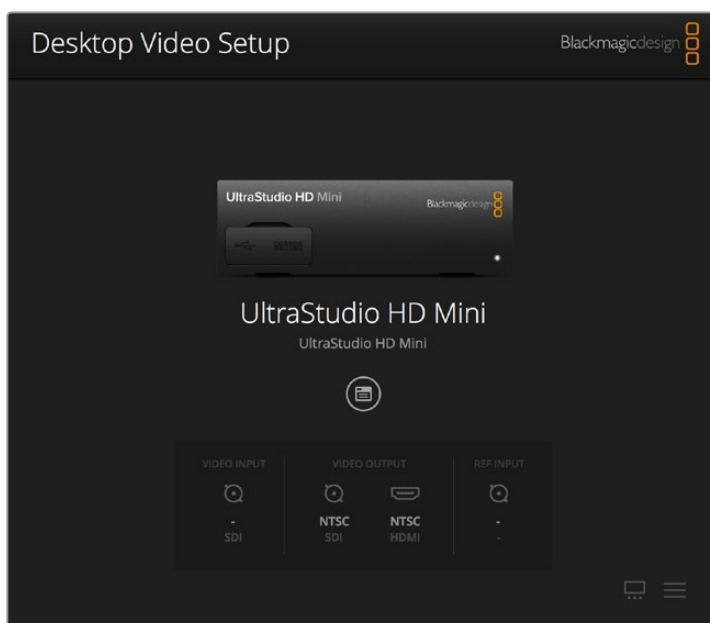 Desktop Video Setup
Blackmagicdesign
UltraStudio HD Mini
Blackmagicdesign
UltraStudio HD Mini
UltraStudio HD Mini
VIDEO INPUT VIDEO OUTPUT REF INPUT
- NTSC NTSC -
SDI SDI HDMI -